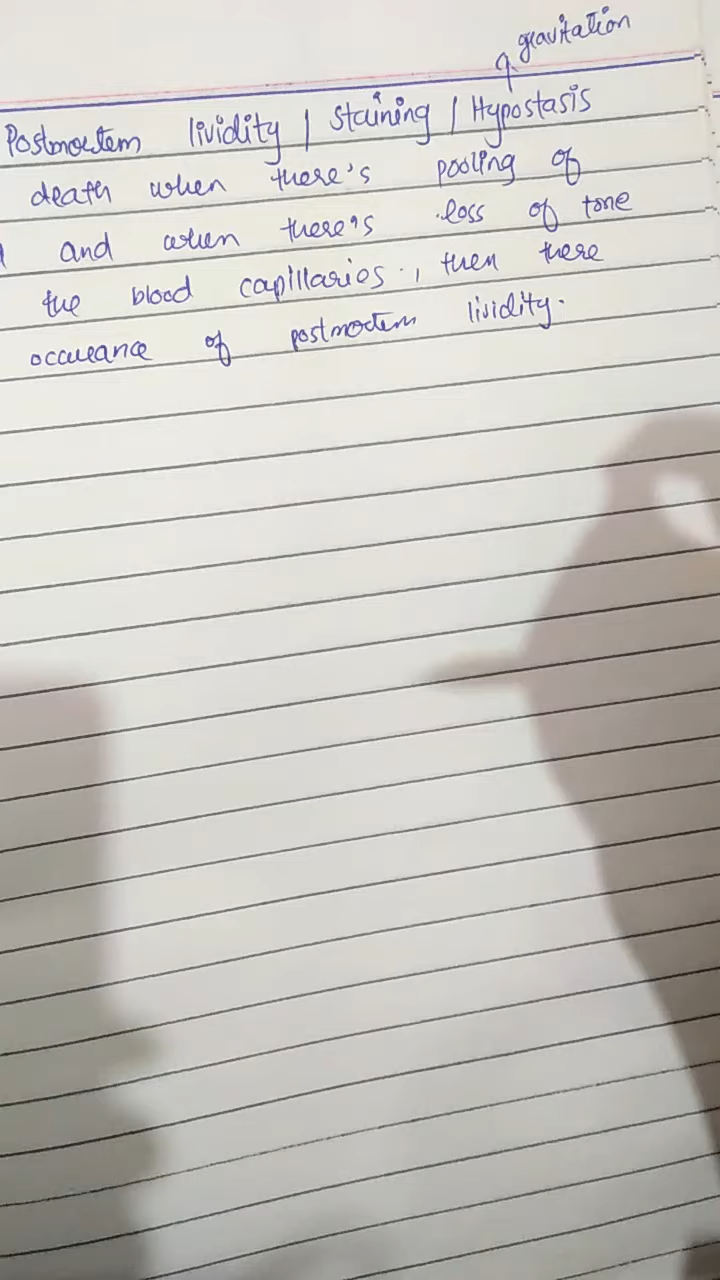 gravitation
Postmortem lividity / Staining / Hypostasis
death when there's pooling of
and when there's loss of tone
the blood capillaries, then there
occurance of postmortem lividity.